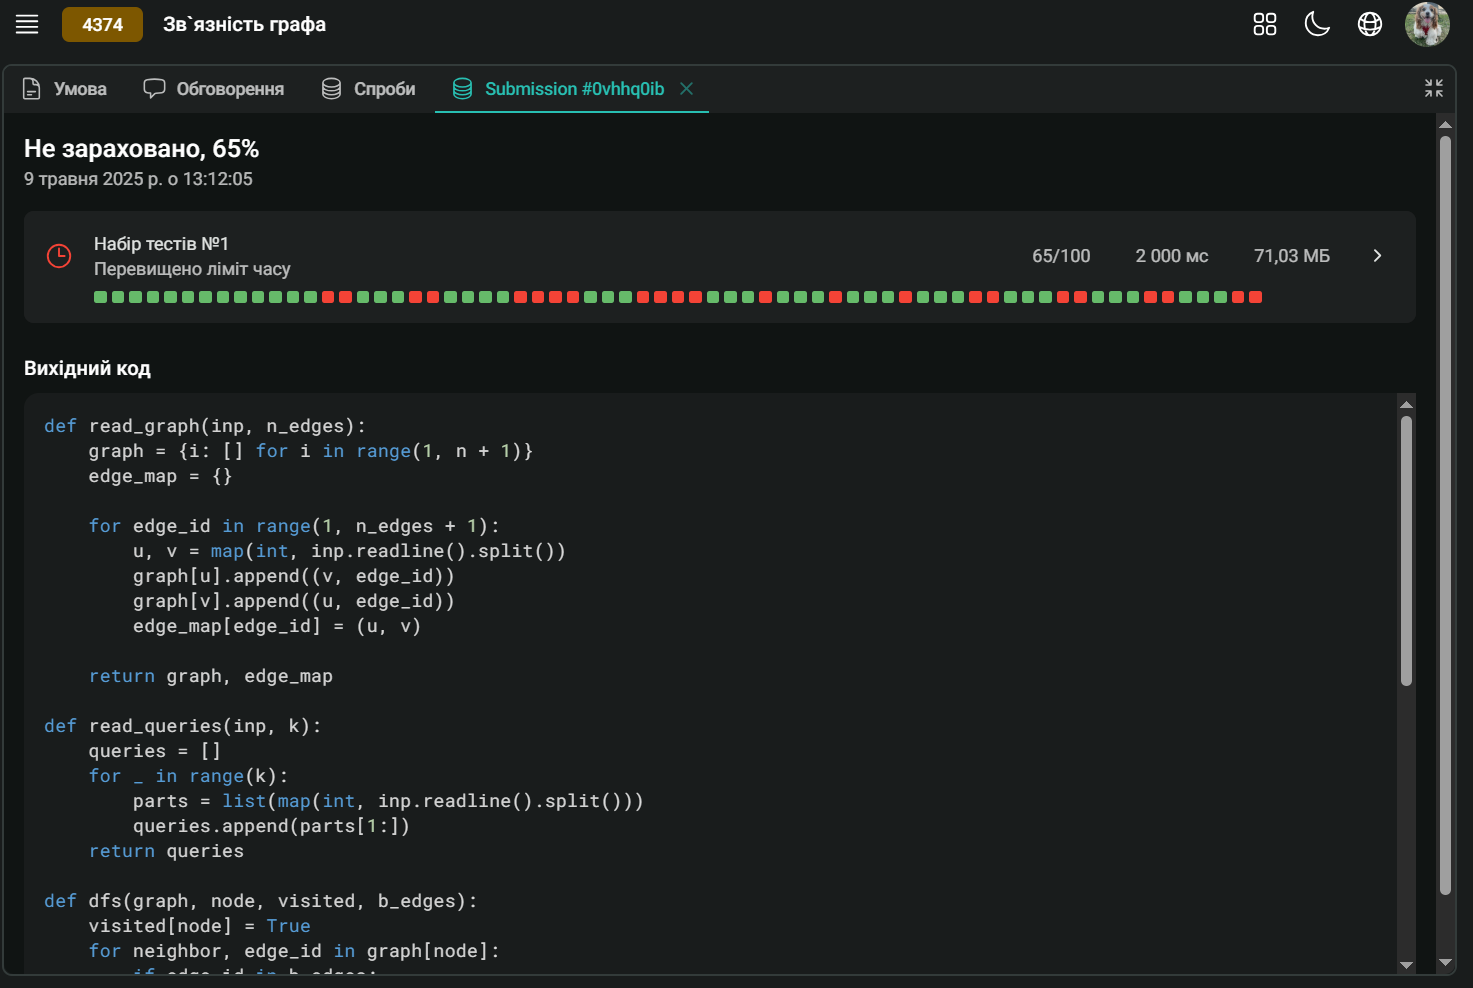 4374 Зв`язність графа
Умова Обговорення Спроби Submission #0vhhq0ib
Не зараховано, 65%
9 травня 2025 р. о 13:12:05
Набір тестів №1
Перевищено ліміт часу
65/100 2 000 мс 71,03 МБ
Вихідний код
def read_graph(inp, n_edges):
    graph = {i: [] for i in range(1, n + 1)}
    edge_map = {}
    for edge_id in range(1, n_edges + 1):
        u, v = map(int, inp.readline().split())
        graph[u].append((v, edge_id))
        graph[v].append((u, edge_id))
        edge_map[edge_id] = (u, v)
    return graph, edge_map
def read_queries(inp, k):
    queries = []
    for _ in range(k):
        parts = list(map(int, inp.readline().split()))
        queries.append(parts[1:])
    return queries
def dfs(graph, node, visited, b_edges):
    visited[node] = True
    for neighbor, edge_id in graph[node]:
        if edge_id in b_edges: